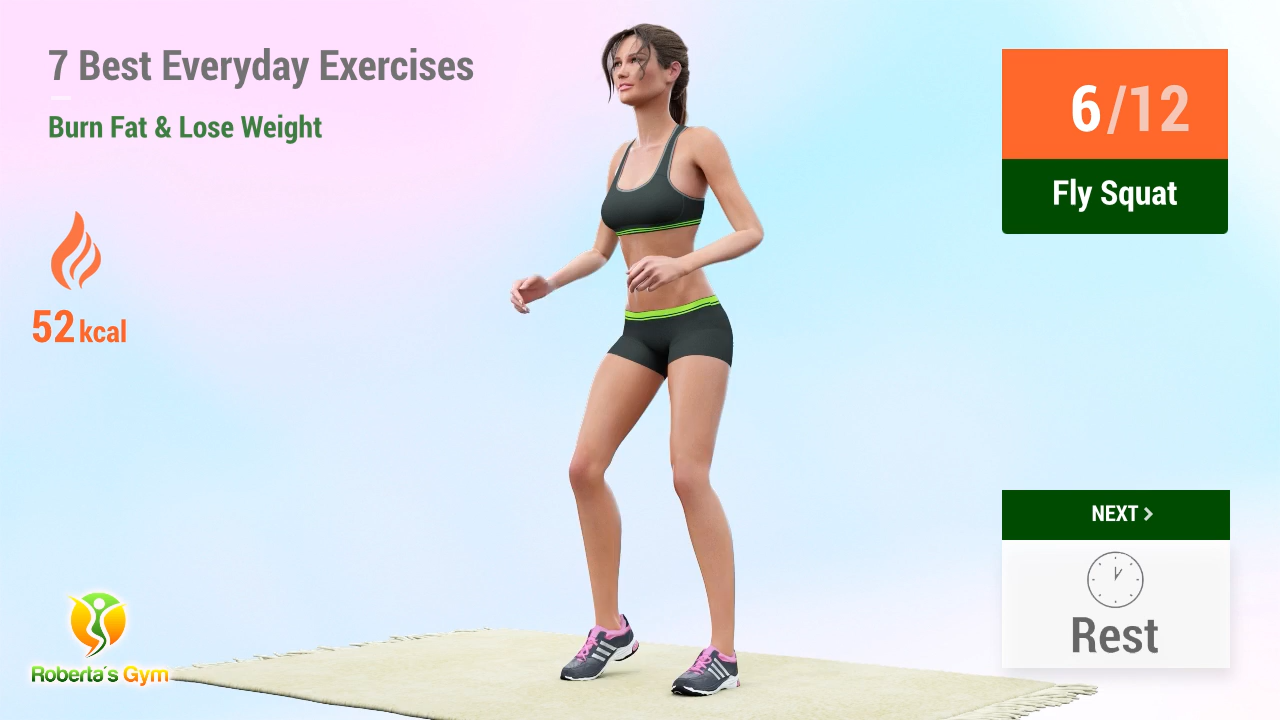 7 Best Everyday Exercises
Burn Fat & Lose Weight
6/12
Fly Squat
52 kcal
NEXT >
Rest
Roberta´s Gym